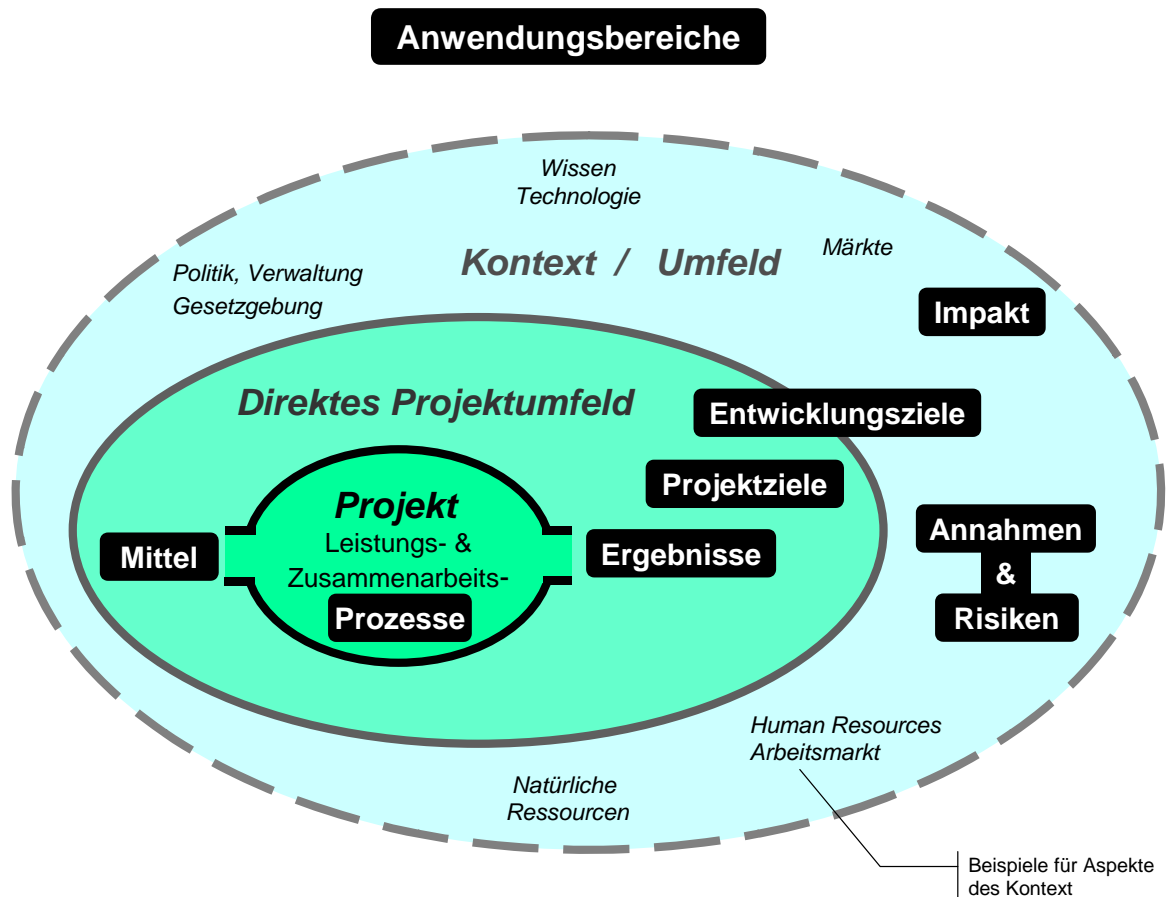 Anwendungsbereiche
Wissen
Technologie
Kontext / Umfeld
Märkte
Politik, Verwaltung
Gesetzgebung
Impakt
Direktes Projektumfeld
Entwicklungsziele
Projekt
Leistungs- &
Zusammenarbeits-
Prozesse
Projektziele
Mittel
Ergebnisse
Annahmen
&
Risiken
Human Resources
Arbeitsmarkt
Natürliche
Ressourcen
Beispiele für Aspekte
des Kontext